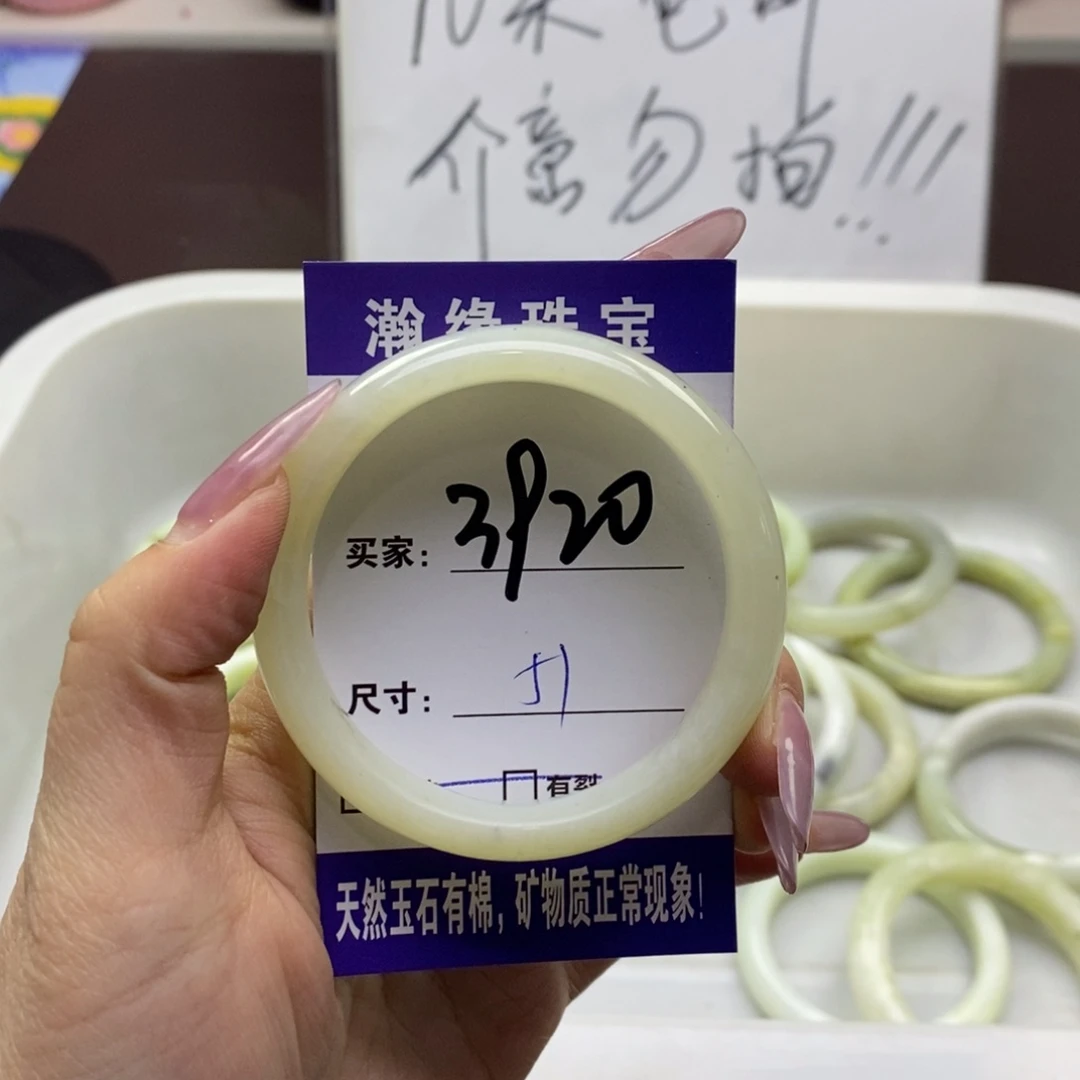 介意勿拍!!!
瀚缘珠宝
买家: 3920
尺寸: 51
有裂
天然玉石有棉,矿物质正常现象!